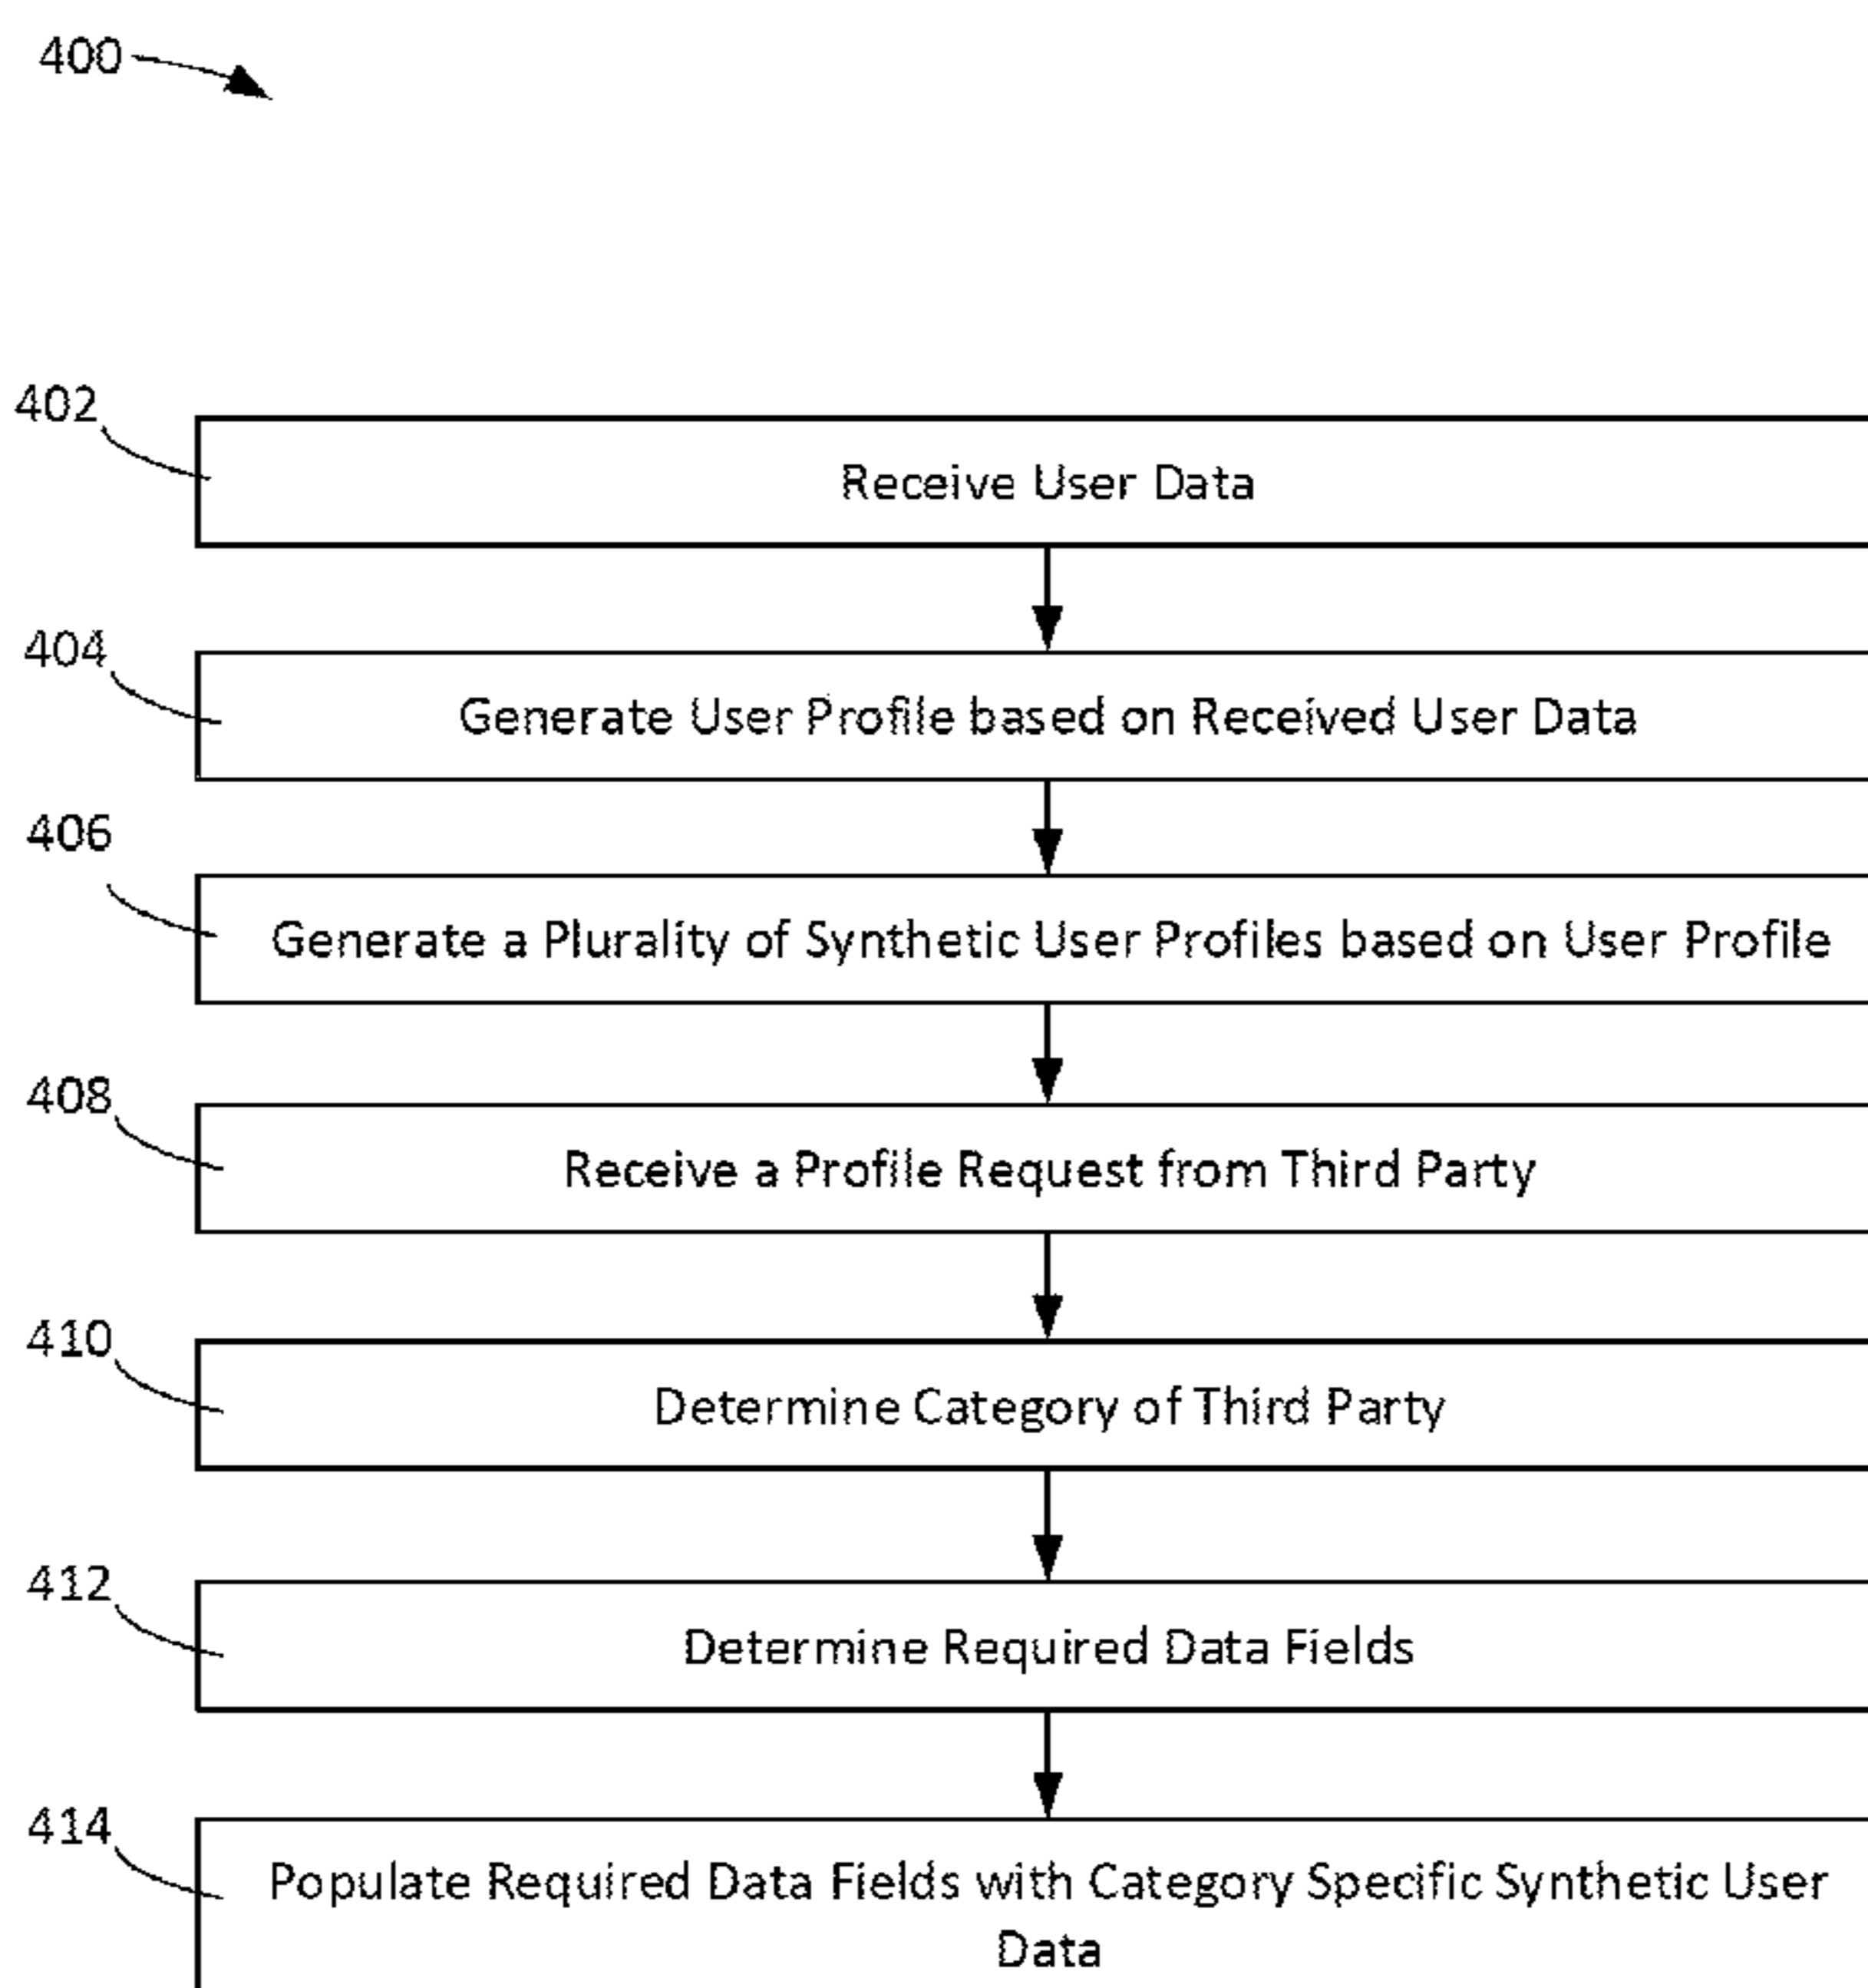 400
402
Receive User Data
404
Generate User Profile based on Received User Data
406
Generate a Plurality of Synthetic User Profiles based on User Profile
408
Receive a Profile Request from Third Party
410
Determine Category of Third Party
412
Determine Required Data Fields
414
Populate Required Data Fields with Category Specific Synthetic User
Data